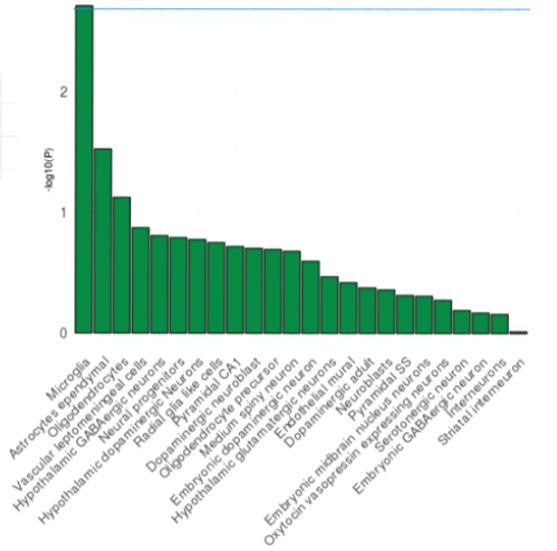 2
-log10(P)
1
0
Microglia
Astrocytes ependymal
Oligodendrocytes
Vascular leptomeningeal cells
Hypothalamic GABAergic neurons
Neural progenitors
Hypothalamic dopaminergic Neurons
Radial glia like cells
Pyramidal CA1
Dopaminergic neuroblast
Oligodendrocyte precursor
Medium spiny neuron
Embryonic dopaminergic neuron
Hypothalamic glutamatergic neurons
Endothelial mural
Dopaminergic adult
Neuroblasts
Pyramidal SS
Embryonic midbrain nucleus neurons
Oxytocin vasopressin expressing neurons
Serotonergic neuron
Embryonic GABAergic neuron
Interneurons
Striatal interneuron